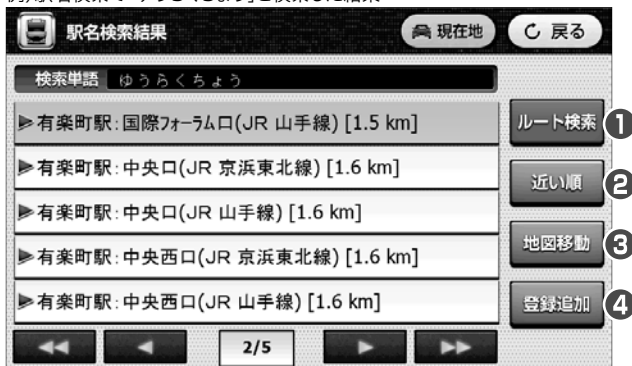 駅名検索結果
現在地
戻る
検索単語 ゆうらくちょう
有楽町駅:国際フォーラム口(JR 山手線) [1.5 km]
ルート検索 ❶
有楽町駅:中央口(JR 京浜東北線) [1.6 km]
近い順 ❷
有楽町駅:中央口(JR 山手線) [1.6 km]
地図移動 ❸
有楽町駅:中央西口(JR 京浜東北線) [1.6 km]
有楽町駅:中央西口(JR 山手線) [1.6 km]
登録追加 ❹
2/5